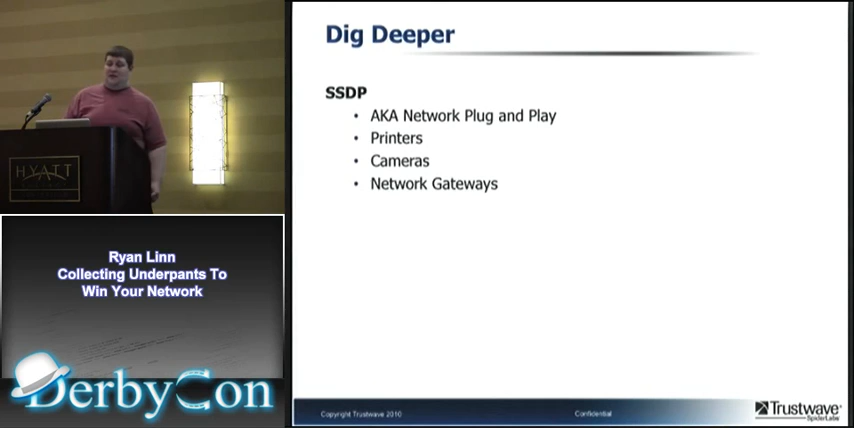 Dig Deeper
SSDP
• AKA Network Plug and Play
• Printers
• Cameras
• Network Gateways
HYATT
Ryan Linn
Collecting Underpants To
Win Your Network
DerbyCon
Copyright Trustwave 2010
Confidential
Trustwave
SpiderLabs